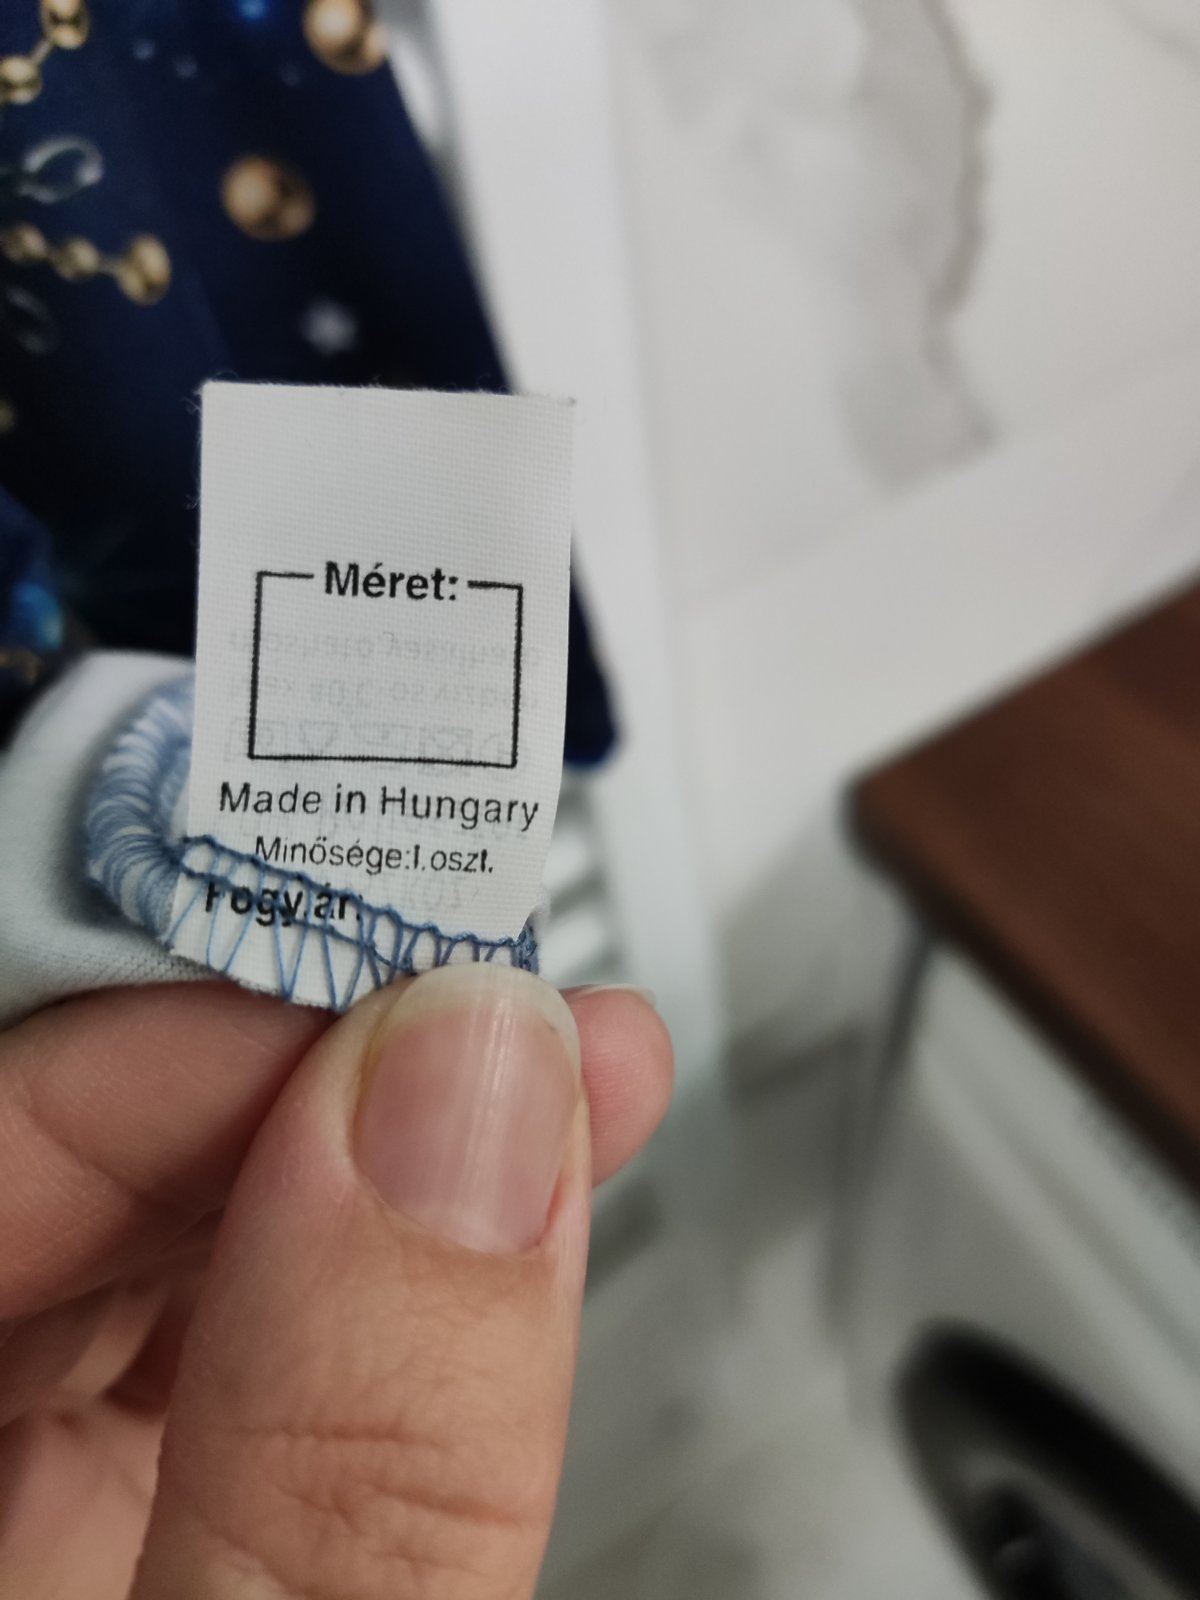 Méret:
Made in Hungary
Minősége:I.oszt.
Fogy.ár: